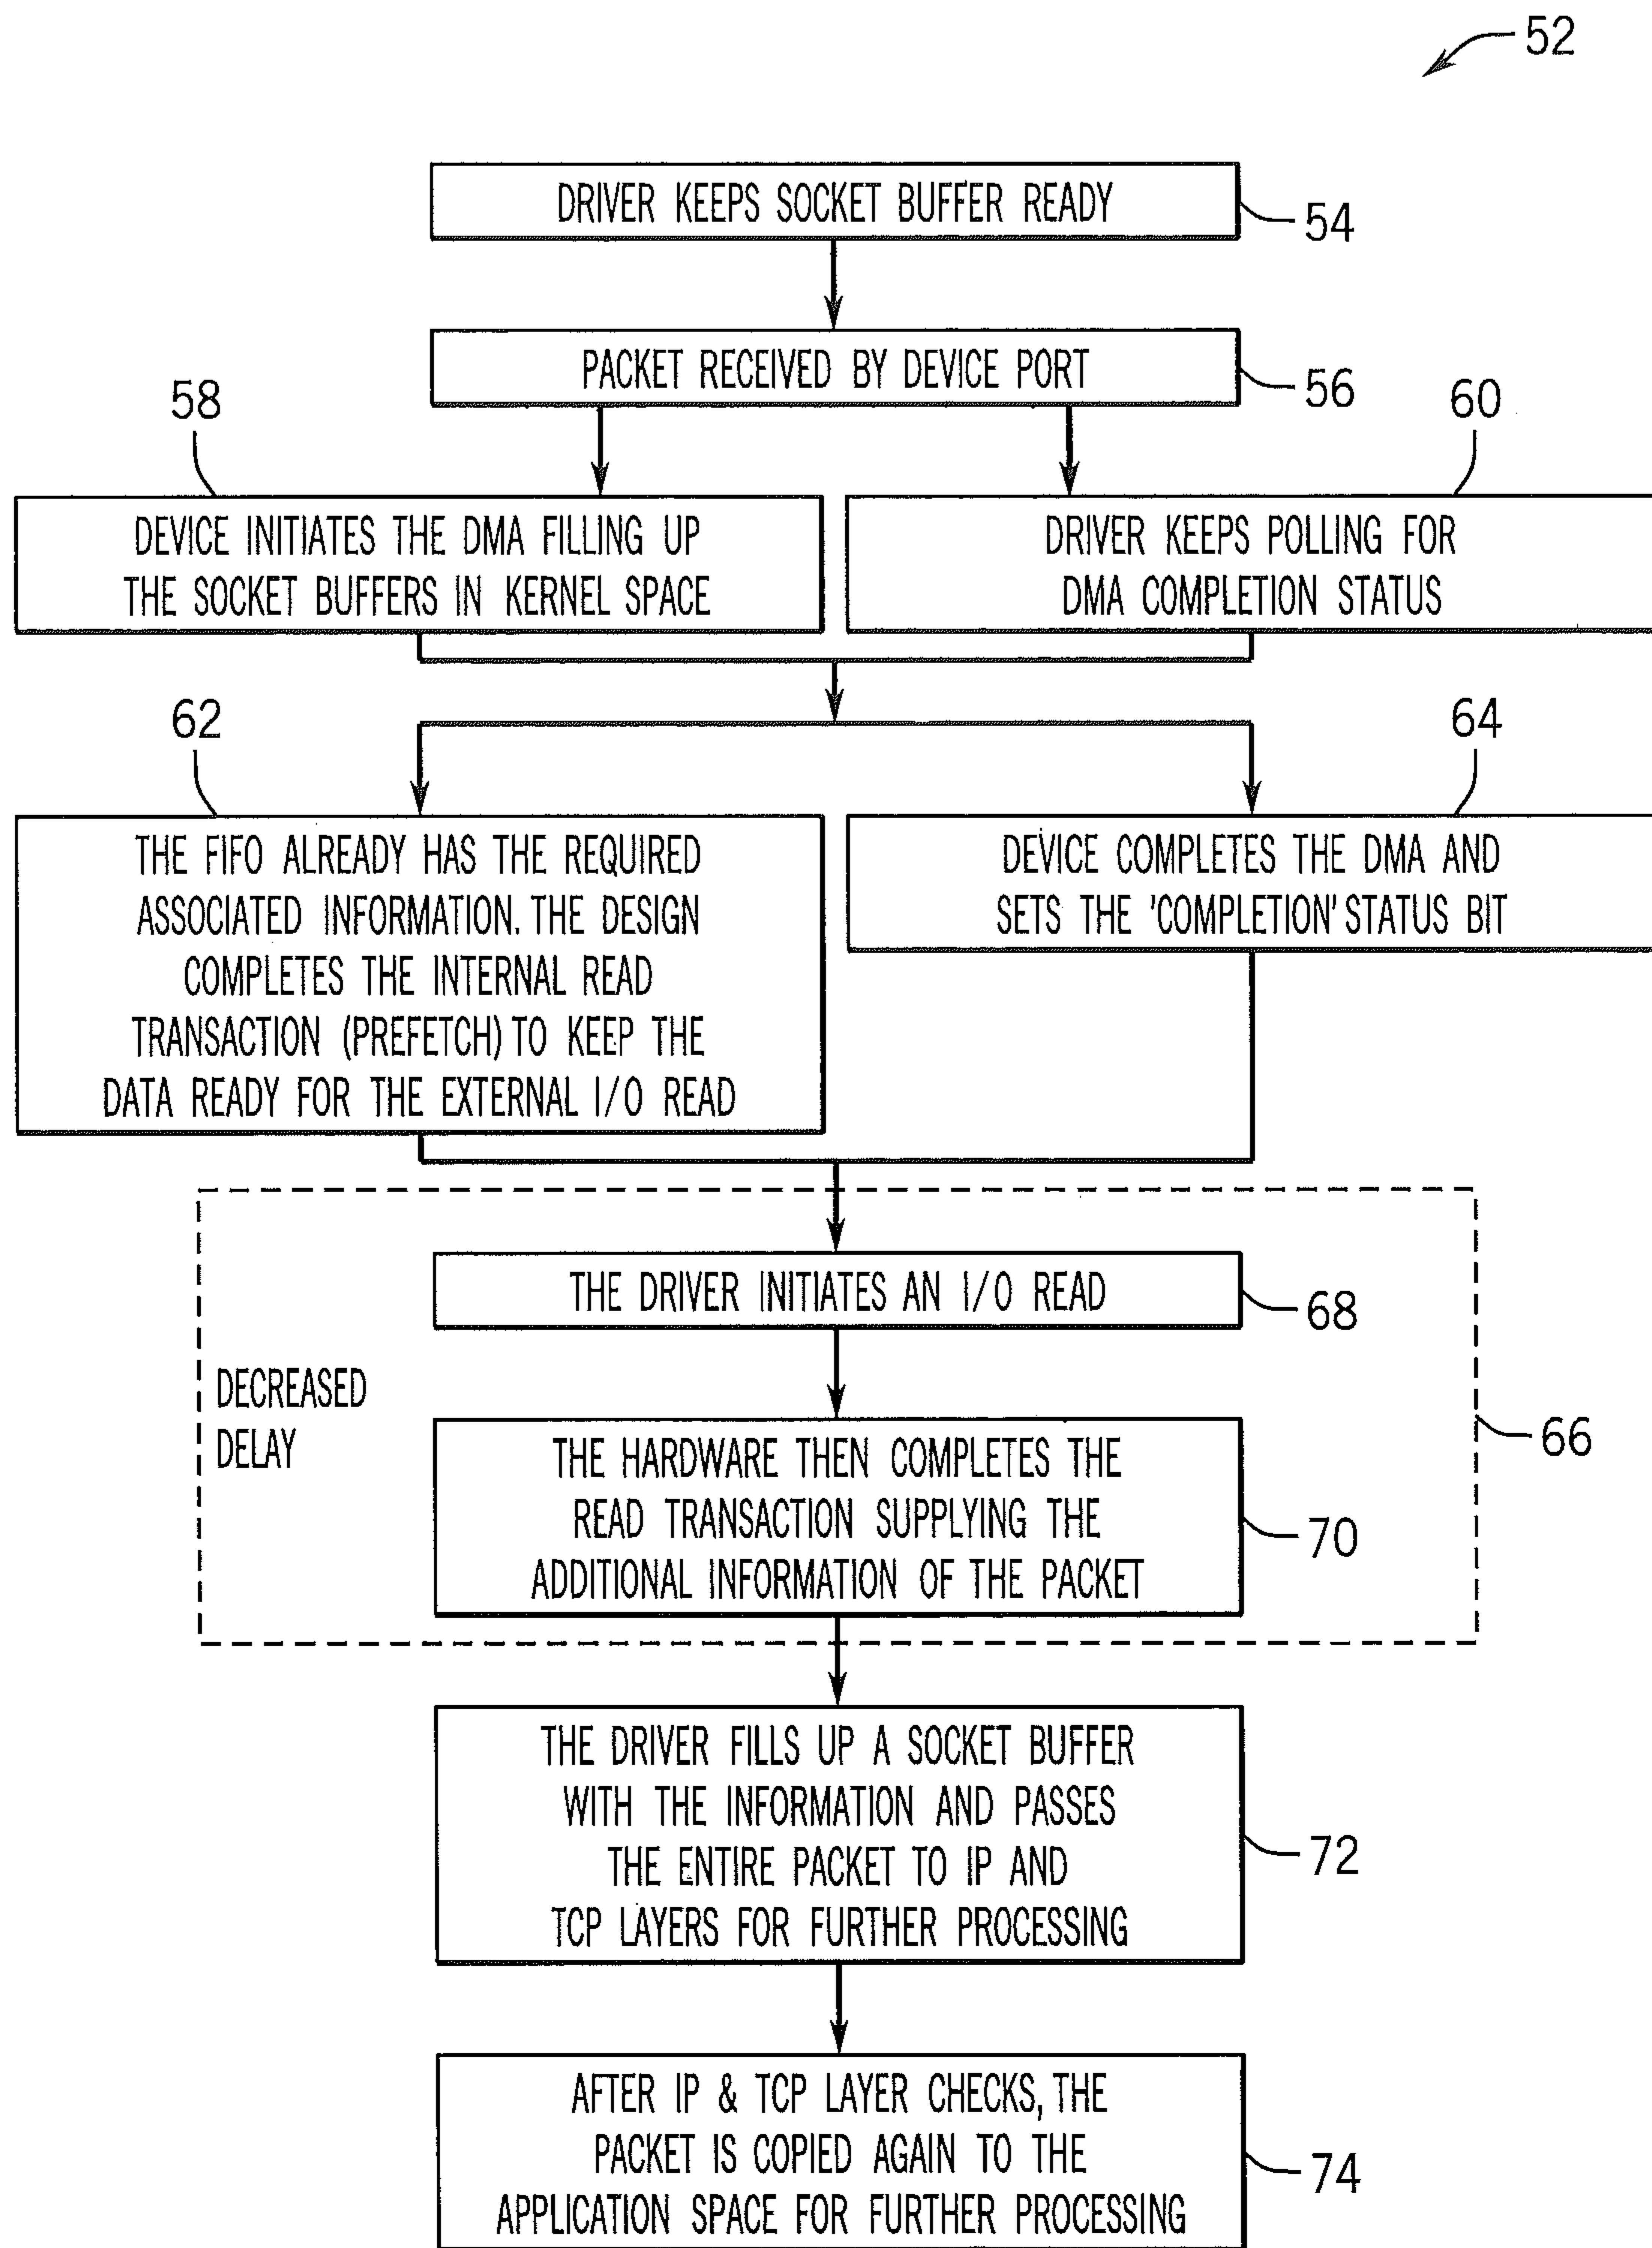 52
DRIVER KEEPS SOCKET BUFFER READY
54
PACKET RECEIVED BY DEVICE PORT
56
58
60
DEVICE INITIATES THE DMA FILLING UP
THE SOCKET BUFFERS IN KERNEL SPACE
DRIVER KEEPS POLLING FOR
DMA COMPLETION STATUS
62
64
THE FIFO ALREADY HAS THE REQUIRED
ASSOCIATED INFORMATION. THE DESIGN
COMPLETES THE INTERNAL READ
TRANSACTION (PREFETCH) TO KEEP THE
DATA READY FOR THE EXTERNAL I/O READ
DEVICE COMPLETES THE DMA AND
SETS THE 'COMPLETION' STATUS BIT
THE DRIVER INITIATES AN I/O READ
68
DECREASED
DELAY
66
THE HARDWARE THEN COMPLETES THE
READ TRANSACTION SUPPLYING THE
ADDITIONAL INFORMATION OF THE PACKET
70
THE DRIVER FILLS UP A SOCKET BUFFER
WITH THE INFORMATION AND PASSES
THE ENTIRE PACKET TO IP AND
TCP LAYERS FOR FURTHER PROCESSING
72
AFTER IP & TCP LAYER CHECKS, THE
PACKET IS COPIED AGAIN TO THE
APPLICATION SPACE FOR FURTHER PROCESSING
74